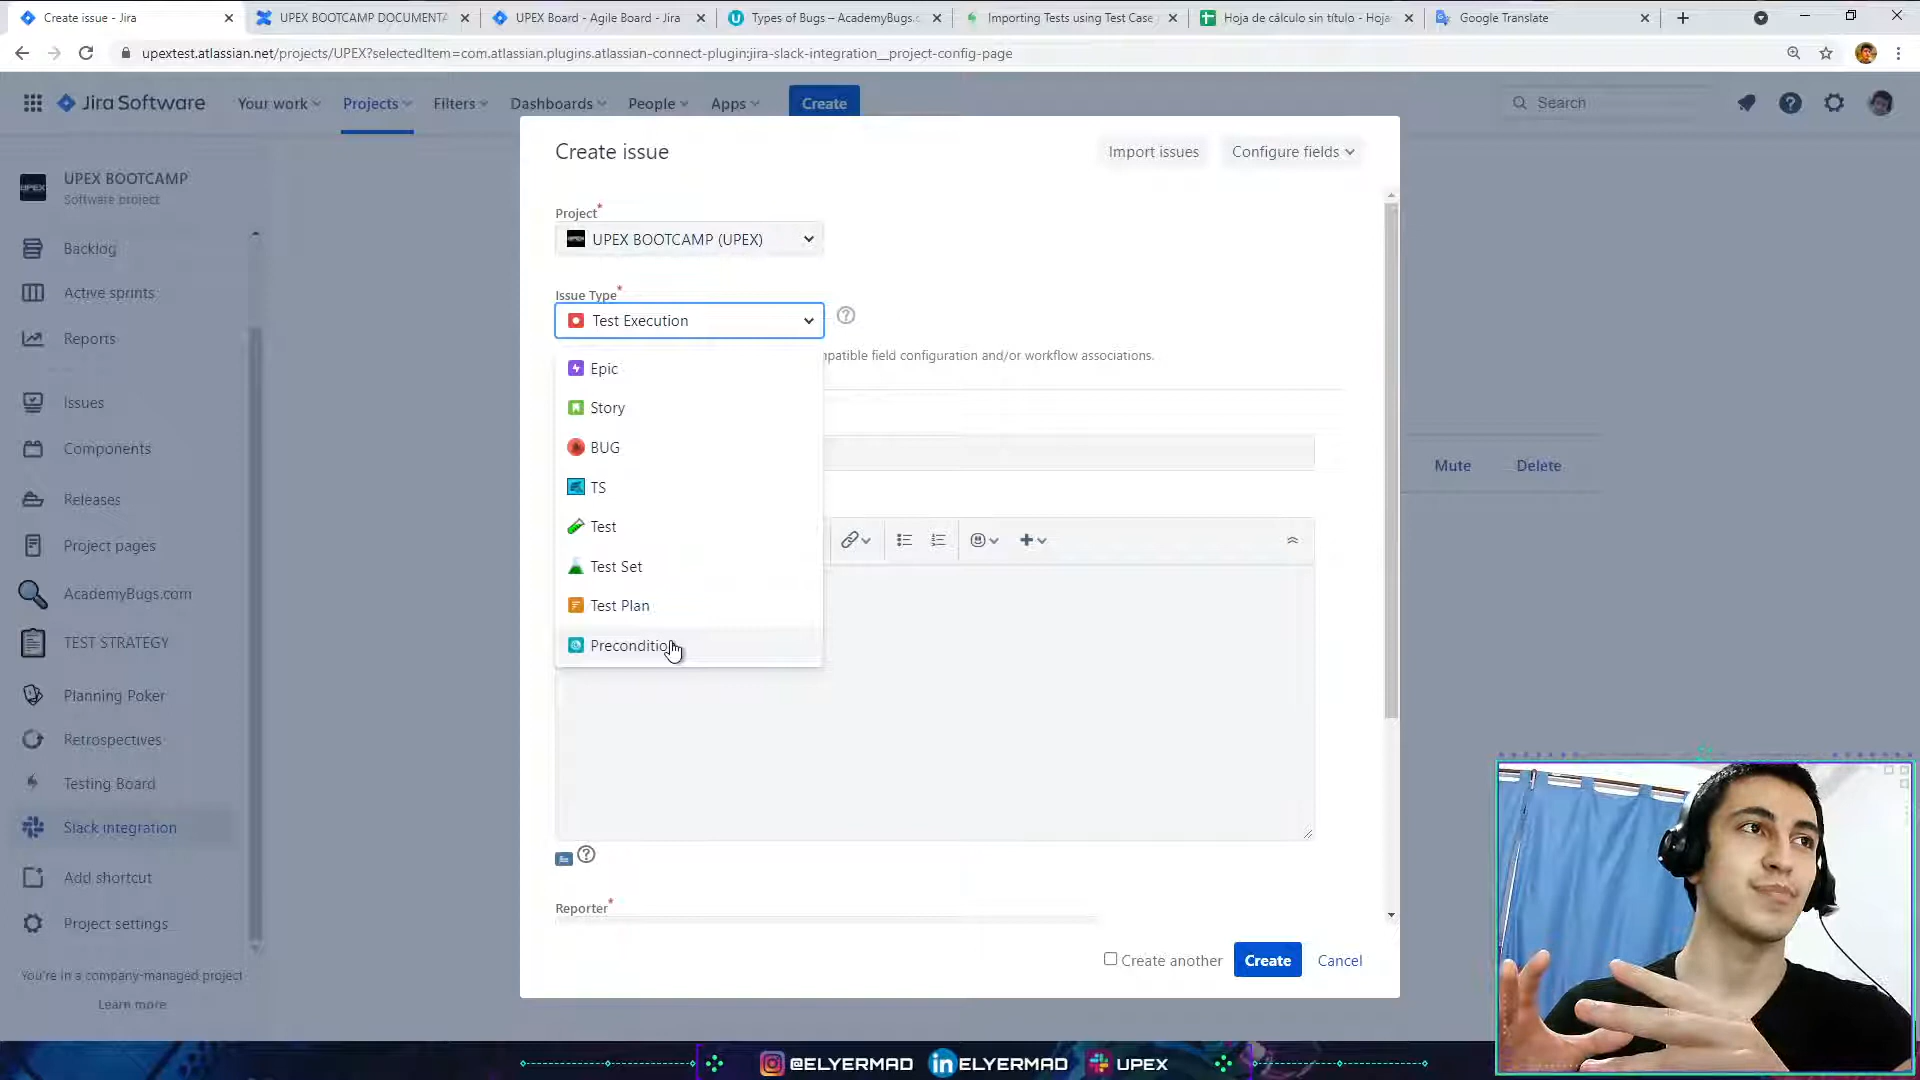 Create issue - Jira
UPEX BOOTCAMP DOCUMENTA
UPEX Board - Agile Board - Jira
Types of Bugs – AcademyBugs.c
Importing Tests using Test Case
Hoja de cálculo sin título - Hoja
Google Translate
upextest.atlassian.net/projects/UPEX?selectedItem=com.atlassian.plugins.atlassian-connect-plugin:jira-slack-integration__project-config-page
Jira Software
Your work
Projects
Filters
Dashboards
People
Apps
Create
Search
UPEX BOOTCAMP
Software project
Backlog
Active sprints
Reports
Issues
Components
Releases
Project pages
AcademyBugs.com
TEST STRATEGY
Planning Poker
Retrospectives
Testing Board
Slack integration
Add shortcut
Project settings
You're in a company-managed project
Learn more
Create issue
Import issues
Configure fields
Project*
UPEX BOOTCAMP (UPEX)
Issue Type*
Test Execution
patible field configuration and/or workflow associations.
Epic
Story
BUG
TS
Test
Test Set
Test Plan
Precondition
Mute
Delete
Reporter*
Create another
Create
Cancel
@ELYERMAD
ELYERMAD
UPEX